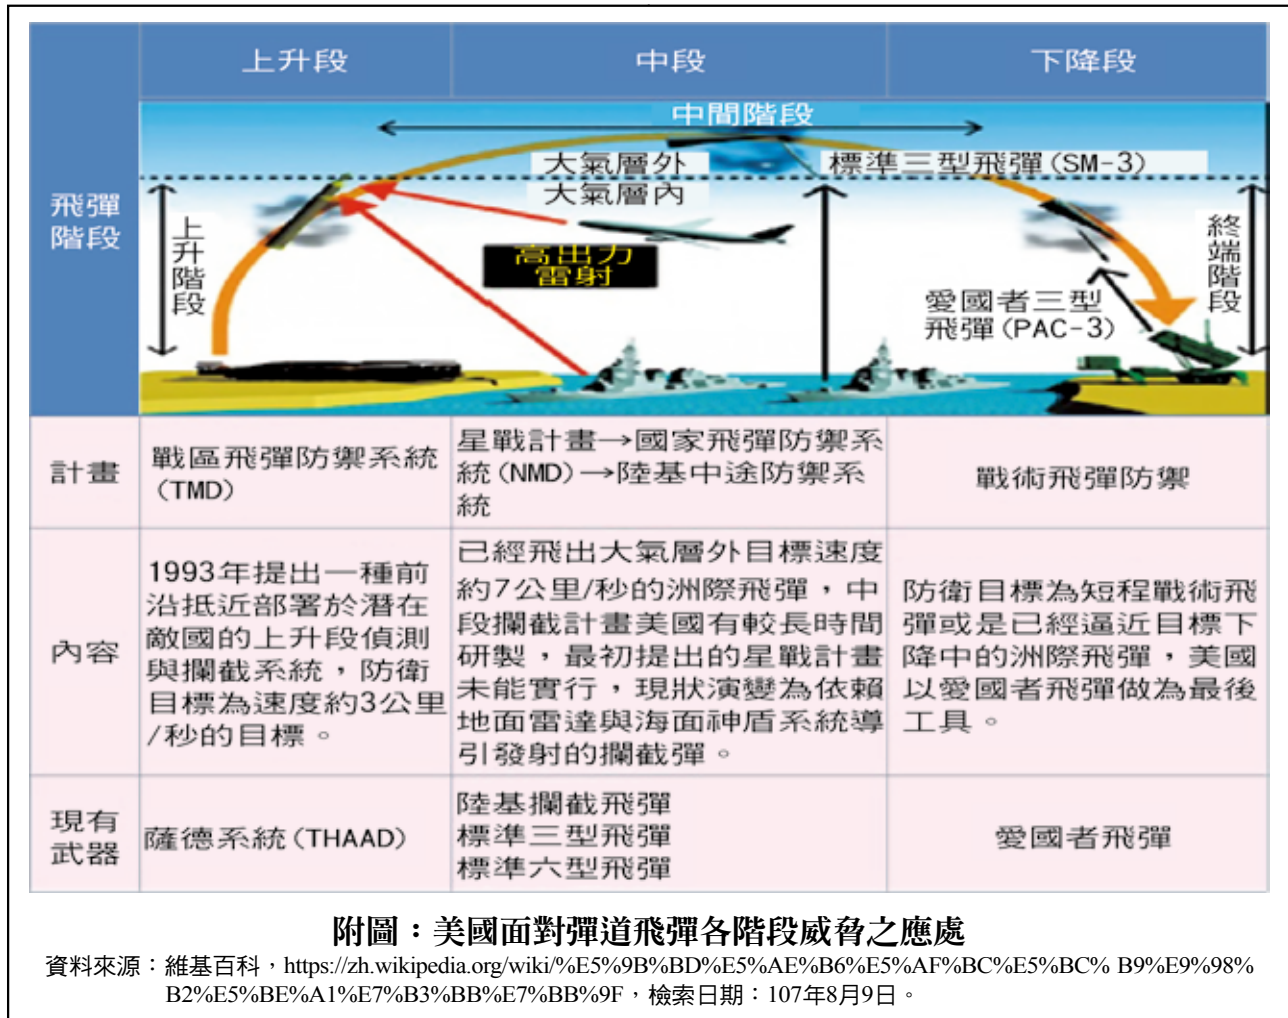 上升段
中段
下降段
飛彈
階段
中間階段
大氣層外
標準三型飛彈(SM-3)
大氣層內
上升階段
高出力
雷射
愛國者三型
飛彈(PAC-3)
終端階段
計畫
戰區飛彈防禦系統
(TMD)
星戰計畫→國家飛彈防禦系
統(NMD)→陸基中途防禦系
統
戰術飛彈防禦
內容
1993年提出一種前
沿抵近部署於潛在
敵國的上升段偵測
與攔截系統，防衛
目標為速度約3公里
/秒的目標。
已經飛出大氣層外目標速度
約7公里/秒的洲際飛彈，中
段攔截計畫美國有較長時間
研製，最初提出的星戰計畫
未能實行，現狀演變為依賴
地面雷達與海面神盾系統導
引發射的攔截彈。
防衛目標為短程戰術飛
彈或是已經逼近目標下
降中的洲際飛彈，美國
以愛國者飛彈做為最後
工具。
現有
武器
薩德系統(THAAD)
陸基攔截飛彈
標準三型飛彈
標準六型飛彈
愛國者飛彈
附圖：美國面對彈道飛彈各階段威脅之應處
資料來源：維基百科，https://zh.wikipedia.org/wiki/%E5%9B%BD%E5%AE%B6%E5%AF%BC%E5%BC% B9%E9%98%
B2%E5%BE%A1%E7%B3%BB%E7%BB%9F，檢索日期：107年8月9日。